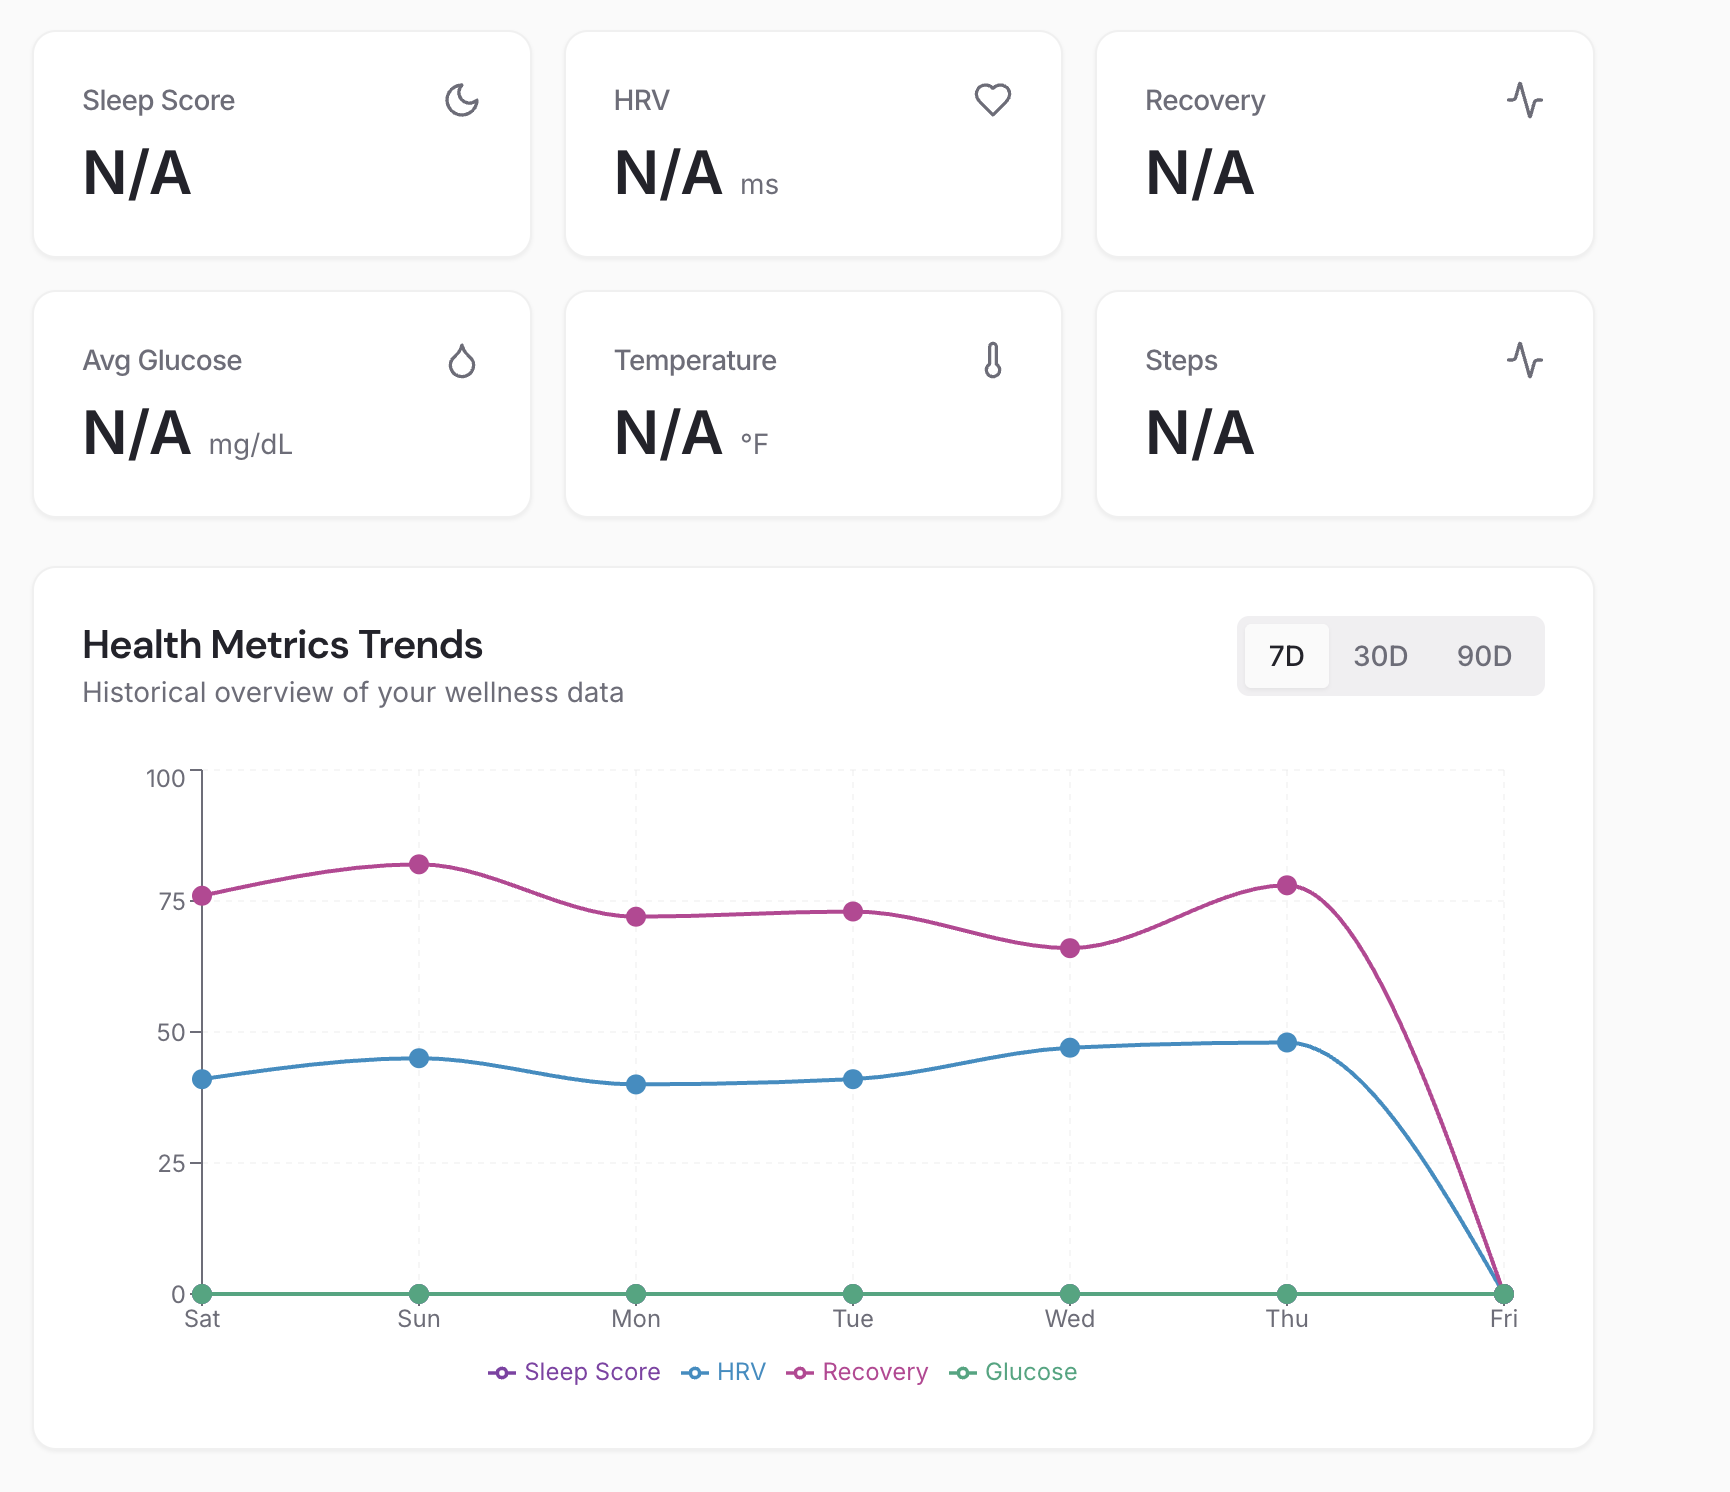 Sleep Score
N/A
HRV
N/A ms
Recovery
N/A
Avg Glucose
N/A mg/dL
Temperature
N/A °F
Steps
N/A
Health Metrics Trends
Historical overview of your wellness data
7D 30D 90D
100
75
50
25
0
Sat Sun Mon Tue Wed Thu Fri
Sleep Score HRV Recovery Glucose